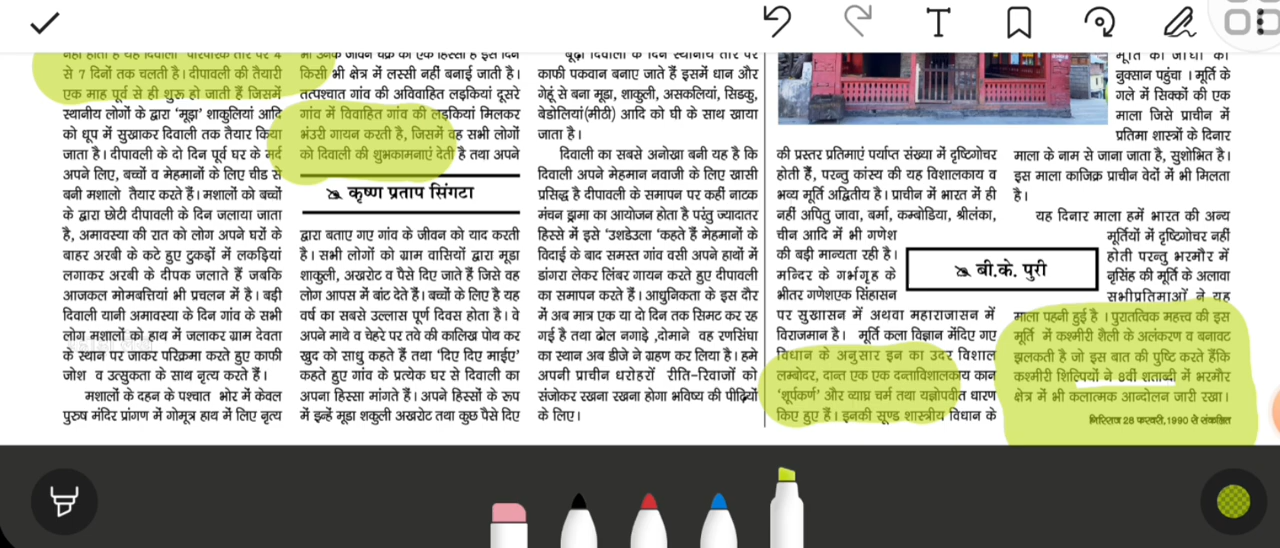 से 7 दिनों तक चलती है। दीपावली की तैयारी
एक माह पूर्व से ही शुरू हो जाती हैं जिसमें
स्थानीय लोगों के द्वारा ‘मूझा’ शाकुलियां आदि
को धूप में सुखाकर दिवाली तक तैयार किया
जाता है। दीपावली के दो दिन पूर्व घर के मर्द
अपने लिए, बच्चों व मेहमानों के लिए चीड से
बनी मशालो तैयार करते हैं। मशालों को बच्चों
के द्वारा छोटी दीपावली के दिन जलाया जाता
है, अमावस्या की रात को लोग अपने घरों के
बाहर अरबी के कटे हुए टुकड़ों में लकड़ियां
लगाकर अरबी के दीपक जलाते हैं जबकि
आजकल मोमबत्तियां भी प्रचलन में है। बड़ी
दिवाली यानी अमावस्या के दिन गांव के सभी
लोग मशालों को हाथ में जलाकर ग्राम देवता
के स्थान पर जाकर परिक्रमा करते हुए काफी
जोश व उत्सुकता के साथ नृत्य करते हैं।
मशालों के दहन के पश्चात भोर में केवल
पुरुष मंदिर प्रांगण में गोमूत्र हाथ में लिए नृत्य
भी उनके जीवन चक्र का एक हिस्सा है इस दिन
किसी भी क्षेत्र में लस्सी नहीं बनाई जाती है।
तत्पश्चात गांव की अविवाहित लड़कियां दूसरे
गांव में विवाहित गांव की लड़कियां मिलकर
भंउरी गायन करती है, जिसमें वह सभी लोगों
को दिवाली की शुभकामनाएं देती है तथा अपने
कृष्ण प्रताप सिंगटा
द्वारा बताए गए गांव के जीवन को याद करती
है। सभी लोगों को ग्राम वासियों द्वारा मूडा
शाकुली, अखरोट व पैसे दिए जाते हैं जिसे वह
लोग आपस में बांट देते हैं। बच्चों के लिए है यह
वर्ष का सबसे उल्लास पूर्ण दिवस होता है। वे
अपने माथे व चेहरे पर तवे की कालिख पोथ कर
खुद को साधु कहते हैं तथा ‘दिए दिए माईए’
कहते हुए गांव के प्रत्येक घर से दिवाली का
अपना हिस्सा मांगते हैं। अपने हिस्सों के रूप
में इन्हें मूडा शकुली अखरोट तथा कुछ पैसे दिए
बूढ़ी दिवाली के दिन स्थानीय तौर पर
काफी पकवान बनाए जाते हैं इसमें धान और
गेहूं से बना मूडा, शाकुली, असकलियां, सिडकु,
बेडोलियां(मीठी) आदि को घी के साथ खाया
जाता है।
दिवाली का सबसे अनोखा बनी यह है कि
दिवाली अपने मेहमान नवाजी के लिए खासी
प्रसिद्ध है दीपावली के समापन पर कहीं नाटक
मंचन ड्रामा का आयोजन होता है परंतु ज्यादातर
हिस्से में इसे ‘उशडेउला ‘कहते हैं मेहमानों के
विदाई के बाद समस्त गांव वसी अपने हाथों में
डांगरा लेकर लिंबर गायन करते हुए दीपावली
का समापन करते हैं। आधुनिकता के इस दौर
में अब मात्र एक या दो दिन तक सिमट कर रह
गई है तथा ढोल नगाड़े ,दोमाने वह रणसिंघा
का स्थान अब डीजे ने ग्रहण कर लिया है। हमे
अपनी प्राचीन धरोहरों रीति-रिवाजों को
संजोकर रखना रखना होगा भविष्य की पीढ़ियों
के लिए।
की प्रस्तर प्रतिमाएं पर्याप्त संख्या में दृष्टिगोचर
होती हैं, परन्तु कांस्य की यह विशालकाय व
भव्य मूर्ति अद्वितीय है। प्राचीन में भारत में ही
नहीं अपितु जावा, बर्मा, कम्बोडिया, श्रीलंका,
चीन आदि में भी गणेश
की बड़ी मान्यता रही है।
मन्दिर के गर्भगृह के
भीतर गणेशएक सिंहासन
पर सुखासन में अथवा महाराजासन में
विराजमान है। मूर्ति कला विज्ञान मेंदिए गए
विधान के अनुसार इन का उदर विशाल
लम्बोदर, दान्त एक एक दन्ताविशालकाय कान
‘शूर्पकर्ण’ और व्याघ्र चर्म तथा यज्ञोपवीत धारण
किए हुए हैं। इनकी सूण्ड शास्त्रीय विधान के
बी.के. पुरी
मूर्ति की जांघों को
नुक्सान पहुंचा । मूर्ति के
गले में सिक्कों की एक
माला जिसे प्राचीन में
प्रतिमा शास्त्रों के दिनार
माला के नाम से जाना जाता है, सुशोभित है।
इस माला काजिक्र प्राचीन वेदों में भी मिलता
है।
यह दिनार माला हमें भारत की अन्य
मूर्तियों में दृष्टिगोचर नहीं
होती परन्तु भरमौर में
नृसिंह की मूर्ति के अलावा
सभीप्रतिमाओं ने यह
माला पहनी हुई है । पुरातत्विक महत्त्व की इस
मूर्ति में कश्मीरी शैली के अलंकरण व बनावट
झलकती है जो इस बात की पुष्टि करते हैंकि
कश्मीरी शिल्पियों ने 8वीं शताब्दी में भरमौर
क्षेत्र में भी कलात्मक आन्दोलन जारी रखा।
गिरिराज 28 फरवरी,1990 से संकलित